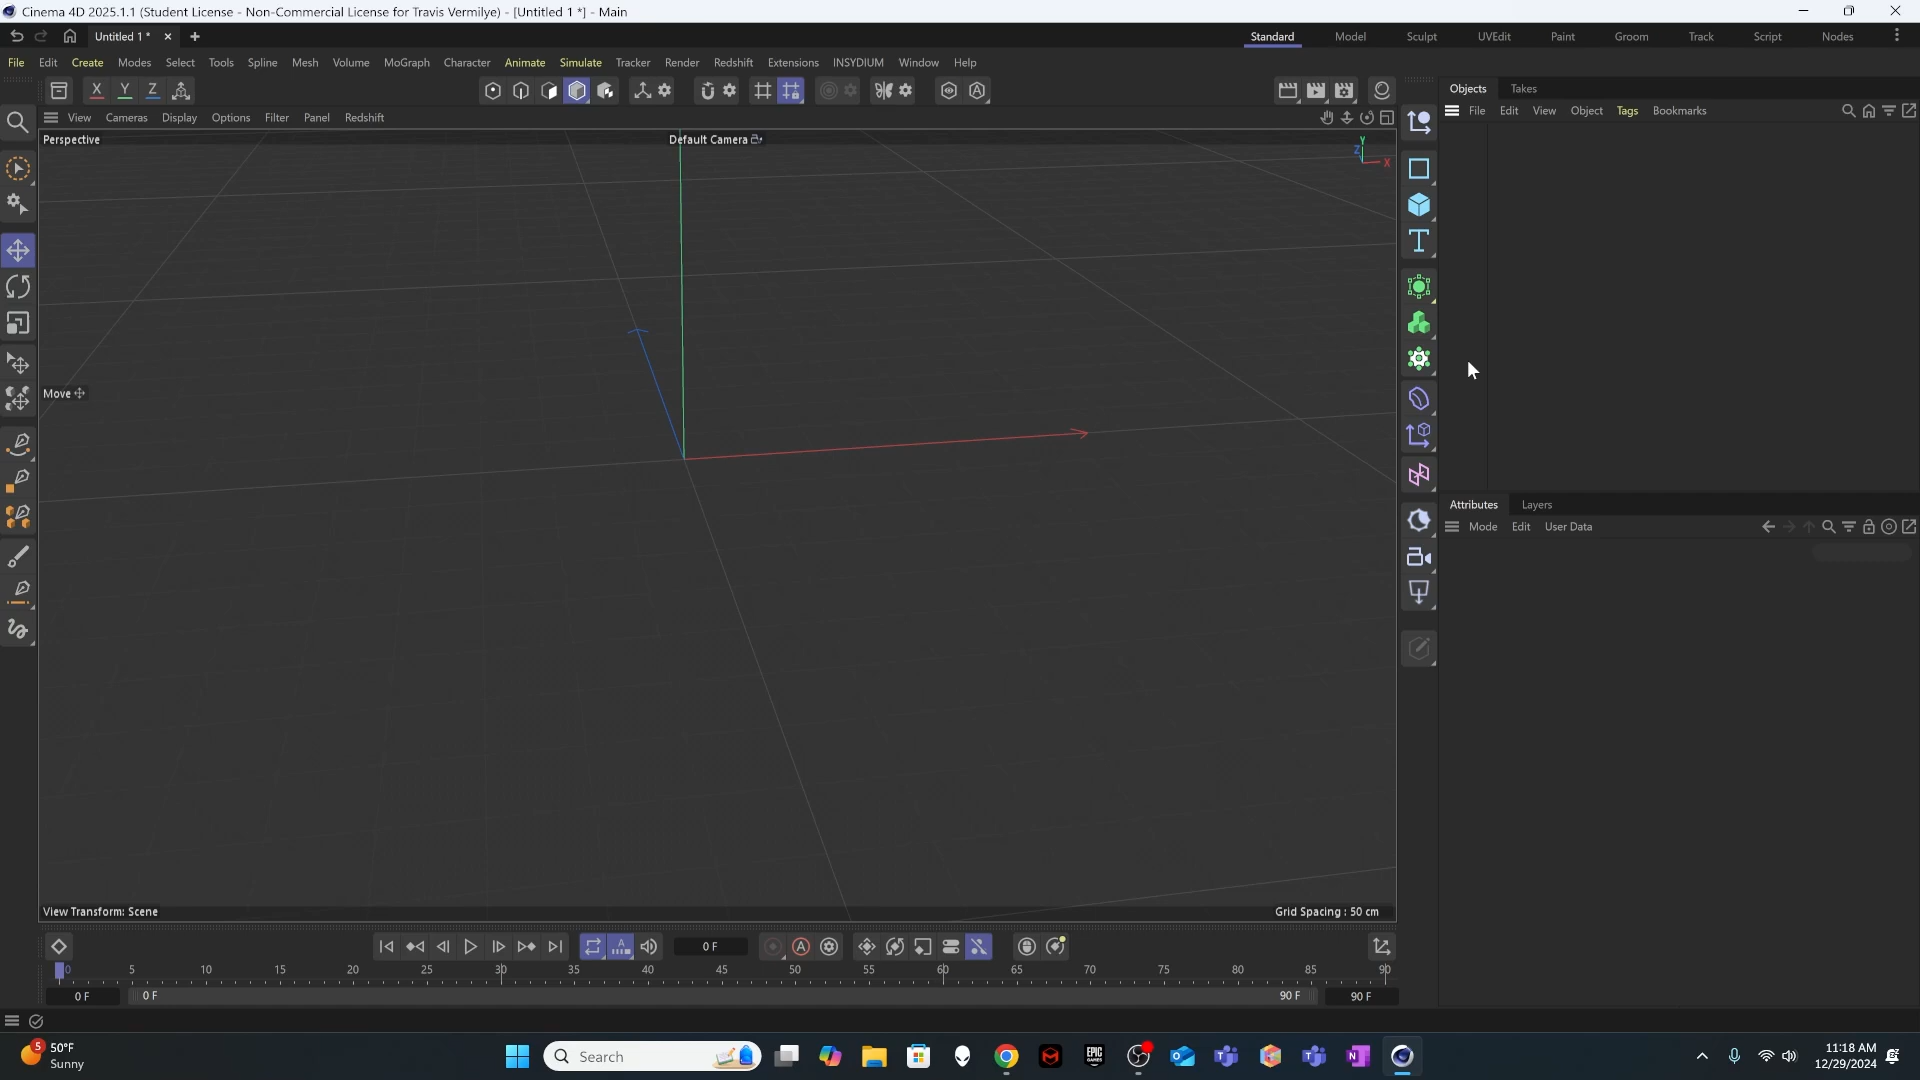 Cinema 4D 2025.1.1 (Student License - Non-Commercial License for Travis Vermilye) - [Untitled 1 *] - Main
Untitled 1 *
Standard Model Sculpt UVEdit Paint Groom Track Script Nodes
File Edit Create Modes Select Tools Spline Mesh Volume MoGraph Character Animate Simulate Tracker Render Redshift Extensions INSYDIUM Window Help
X Y Z
Objects Takes
View Cameras Display Options Filter Panel Redshift
File Edit View Object Tags Bookmarks
Perspective
Default Camera
Y
Z
X
Move
Attributes Layers
Mode Edit User Data
View Transform: Scene
Grid Spacing : 50 cm
0 F
0 5 10 15 20 25 30 35 40 45 50 55 60 65 70 75 80 85 90
0 F 0 F 90 F 90 F
5
50°F
Sunny
Search
EPIC GAMES
11:18 AM
12/29/2024